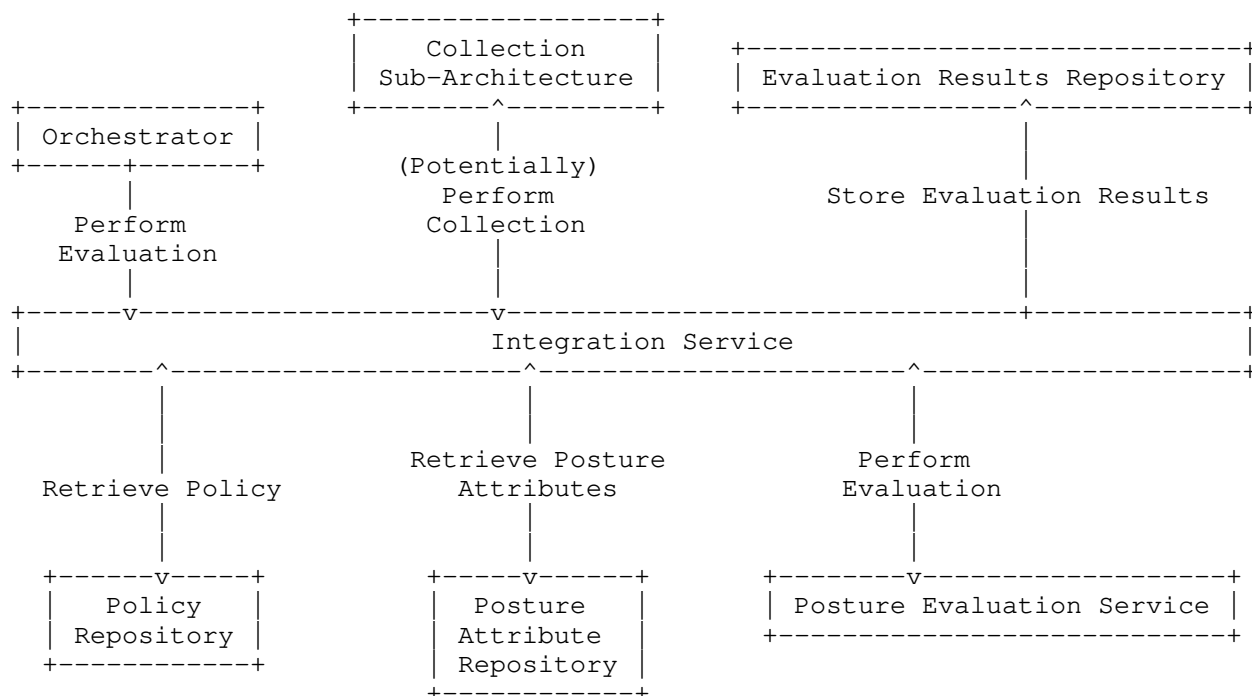 Collection
Sub-Architecture
Evaluation Results Repository
Orchestrator
(Potentially)
Perform
Collection
Store Evaluation Results
Perform
Evaluation
Integration Service
Retrieve Policy
Retrieve Posture
Attributes
Perform
Evaluation
Policy
Repository
Posture
Attribute
Repository
Posture Evaluation Service